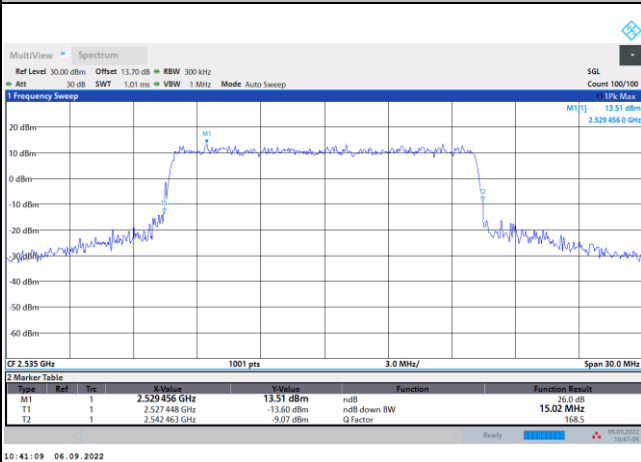 MultiView Spectrum
Ref Level 30.00 dBm Offset 13.70 dB RBW 300 kHz SGL
Att 30 dB SWT 1.01 ms VBW 1 MHz Mode Auto Sweep Count 100/100
1 Frequency Sweep 1Pk Max
M1[1] 13.51 dBm
2.529 456 0 GHz
20 dBm
M1
10 dBm
0 dBm
-10 dBm
T1
T2
-20 dBm
-30 dBm
-40 dBm
-50 dBm
-60 dBm
CF 2.535 GHz 1001 pts 3.0 MHz/ Span 30.0 MHz
2 Marker Table
Type Ref Trc X-Value Y-Value Function Function Result
M1 1 2.529 456 GHz 13.51 dBm ndB 26.0 dB
T1 1 2.527 448 GHz -13.60 dBm ndB down BW 15.02 MHz
T2 1 2.542 463 GHz -9.07 dBm Q Factor 168.5
Ready 06.09.2022
10:41:09
10:41:09 06.09.2022